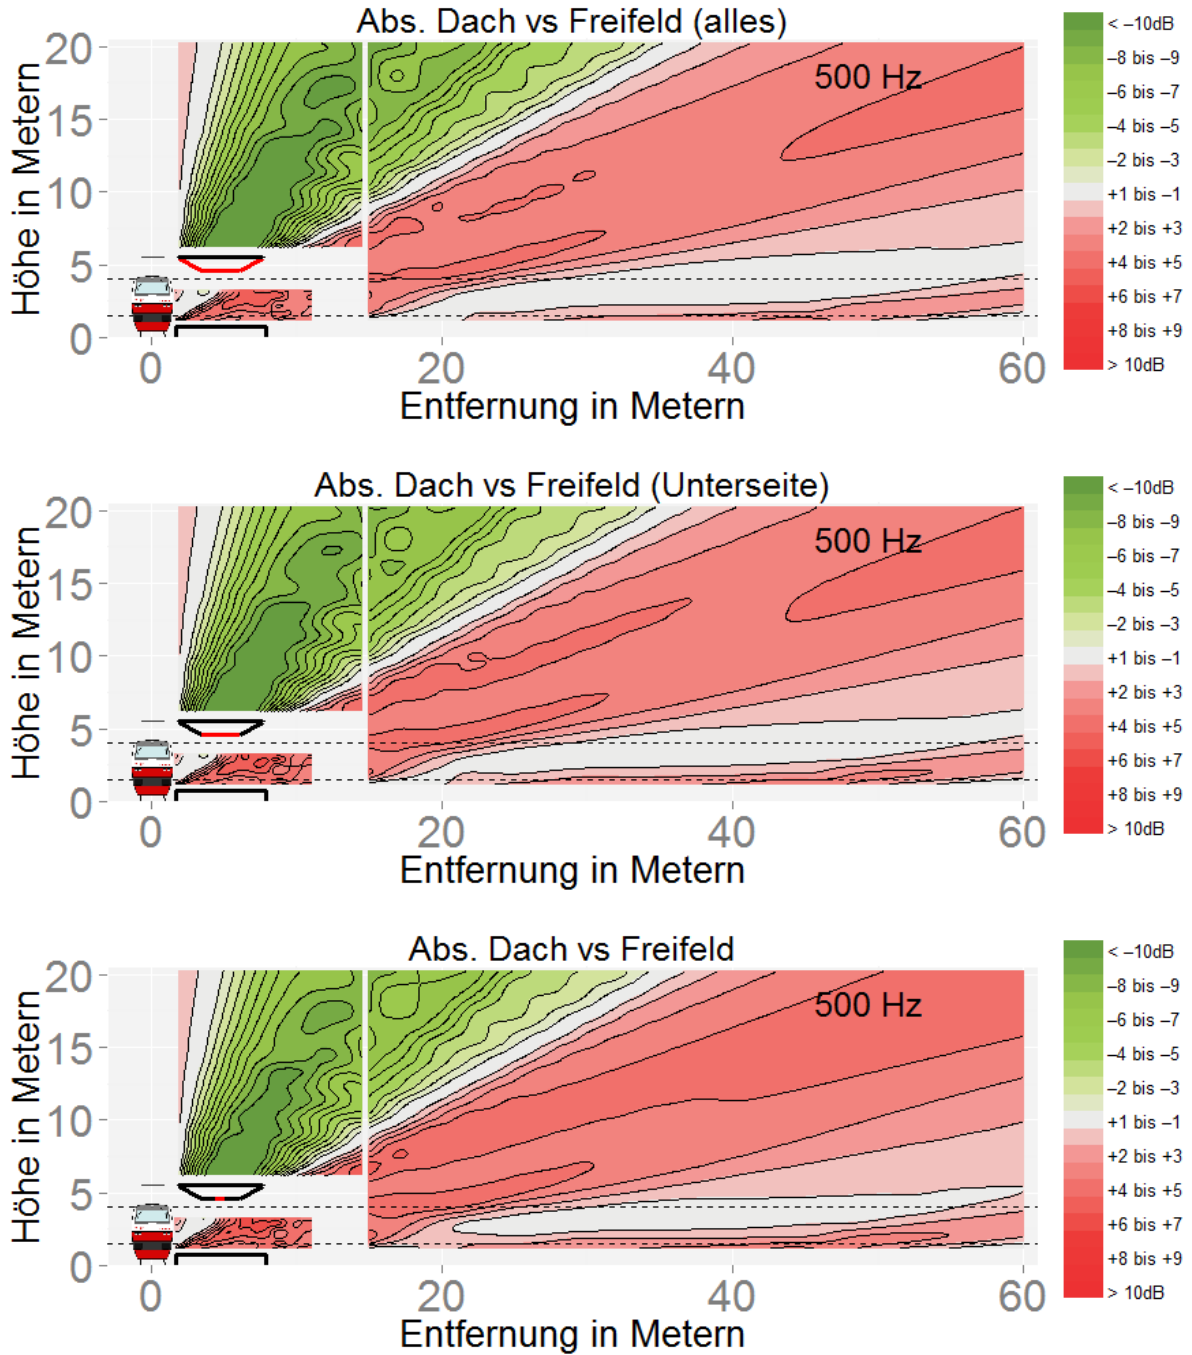 Abs. Dach vs Freifeld (alles)
Höhe in Metern
20
15
10
5
0
500 Hz
0 20 40 60
Entfernung in Metern
< –10dB
–8 bis –9
–6 bis –7
–4 bis –5
–2 bis –3
+1 bis –1
+2 bis +3
+4 bis +5
+6 bis +7
+8 bis +9
> 10dB
Abs. Dach vs Freifeld (Unterseite)
Höhe in Metern
20
15
10
5
0
500 Hz
0 20 40 60
Entfernung in Metern
< –10dB
–8 bis –9
–6 bis –7
–4 bis –5
–2 bis –3
+1 bis –1
+2 bis +3
+4 bis +5
+6 bis +7
+8 bis +9
> 10dB
Abs. Dach vs Freifeld
Höhe in Metern
20
15
10
5
0
500 Hz
0 20 40 60
Entfernung in Metern
< –10dB
–8 bis –9
–6 bis –7
–4 bis –5
–2 bis –3
+1 bis –1
+2 bis +3
+4 bis +5
+6 bis +7
+8 bis +9
> 10dB